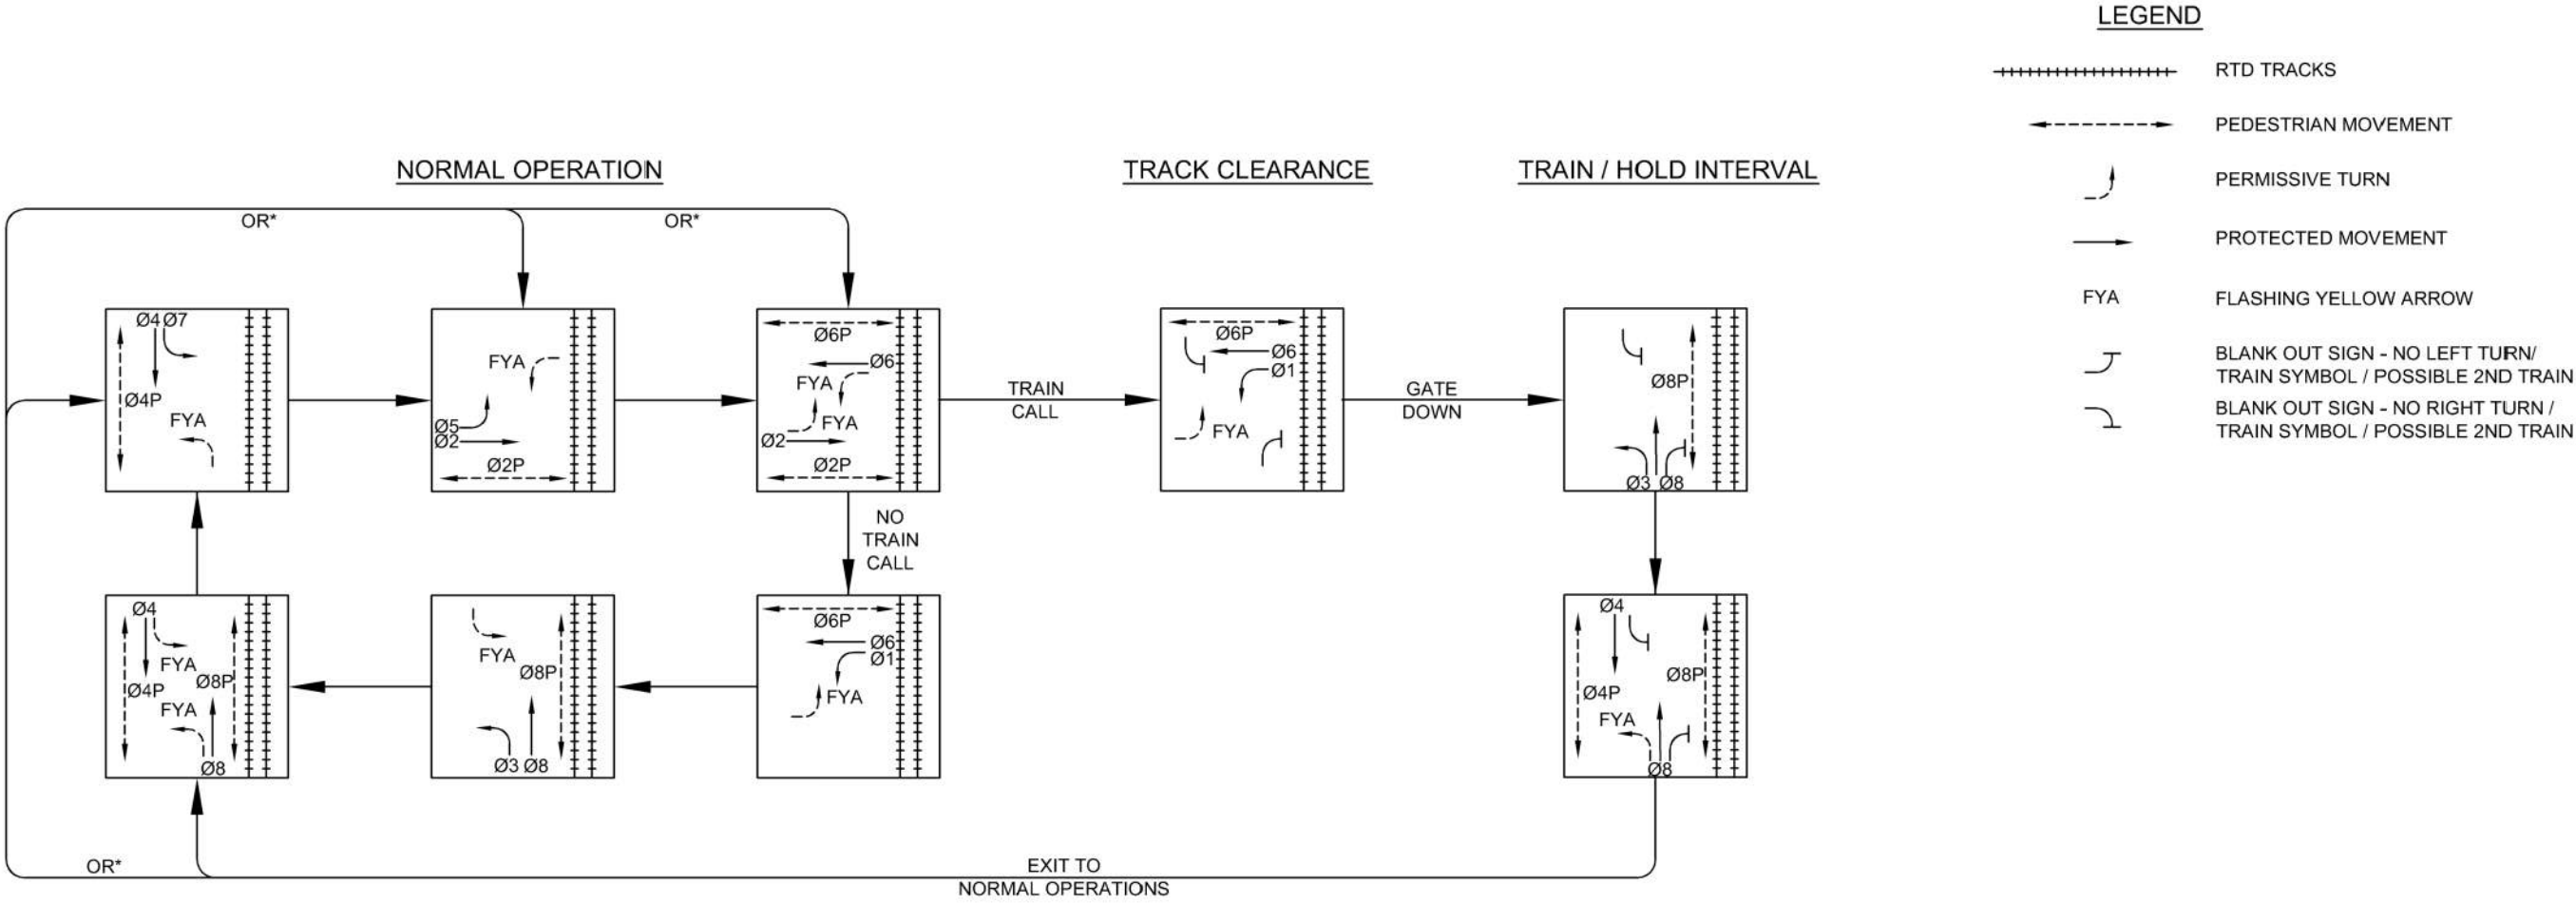 LEGEND
RTD TRACKS
PEDESTRIAN MOVEMENT
PERMISSIVE TURN
PROTECTED MOVEMENT
FYA FLASHING YELLOW ARROW
BLANK OUT SIGN - NO LEFT TURN/
TRAIN SYMBOL / POSSIBLE 2ND TRAIN
BLANK OUT SIGN - NO RIGHT TURN /
TRAIN SYMBOL / POSSIBLE 2ND TRAIN
NORMAL OPERATION
TRACK CLEARANCE
TRAIN / HOLD INTERVAL
OR*
OR*
Ø4 Ø7
Ø4P
FYA
FYA
Ø5
Ø2
Ø2P
Ø6P
Ø6
FYA
FYA
Ø2
Ø2P
TRAIN
CALL
Ø6P
Ø6
Ø1
FYA
GATE
DOWN
Ø8P
Ø3 Ø8
NO
TRAIN
CALL
Ø4
FYA
Ø4P
Ø8P
FYA
Ø8
FYA
Ø8P
Ø3 Ø8
Ø6P
Ø6
Ø1
FYA
Ø4
Ø8P
Ø4P
FYA
Ø8
OR*
EXIT TO
NORMAL OPERATIONS